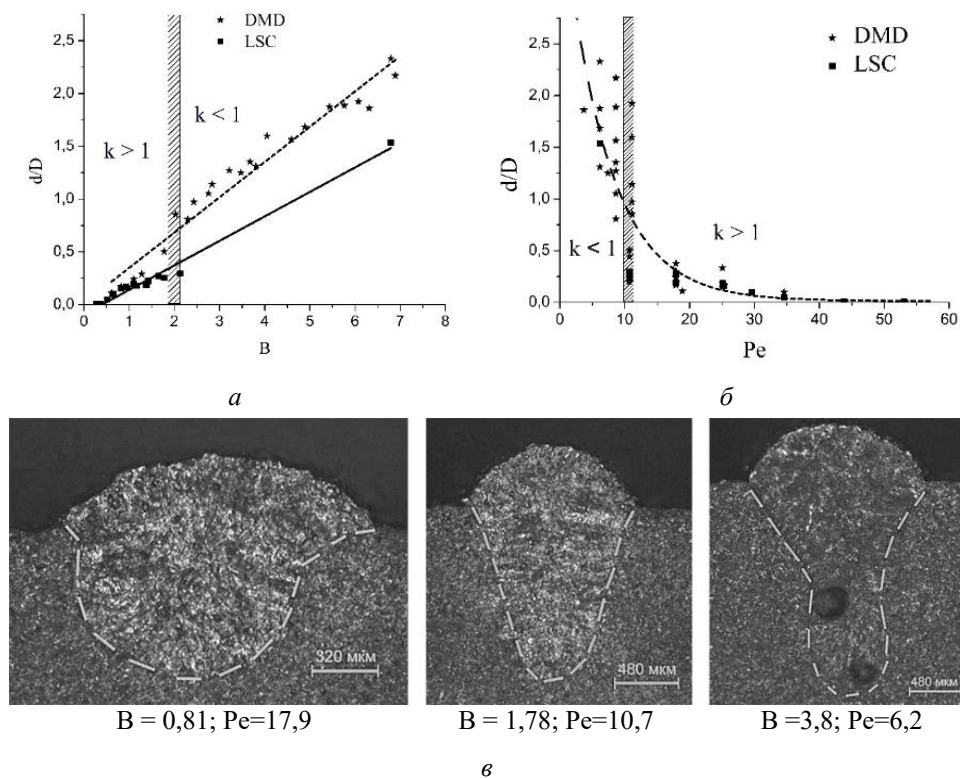 DMD
LSC
2,5
2,0
1,5
1,0
0,5
0,0
d/D
k > 1
k < 1
0 1 2 3 4 5 6 7 8
B
а
DMD
LSC
2,5
2,0
1,5
1,0
0,5
0,0
d/D
k < 1
k > 1
0 10 20 30 40 50 60
Pe
б
320 мкм
480 мкм
480 мкм
B = 0,81; Pe=17,9
B = 1,78; Pe=10,7
B =3,8; Pe=6,2
в